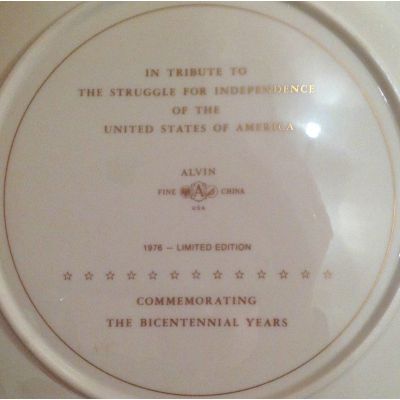 IN TRIBUTE TO
THE STRUGGLE FOR INDEPENDENCE
OF THE
UNITED STATES OF AMERICA
ALVIN
FINE A CHINA
USA
1976 – LIMITED EDITION
☆ ☆ ☆ ☆ ☆ ☆ ☆ ☆ ☆ ☆ ☆ ☆ ☆
COMMEMORATING
THE BICENTENNIAL YEARS